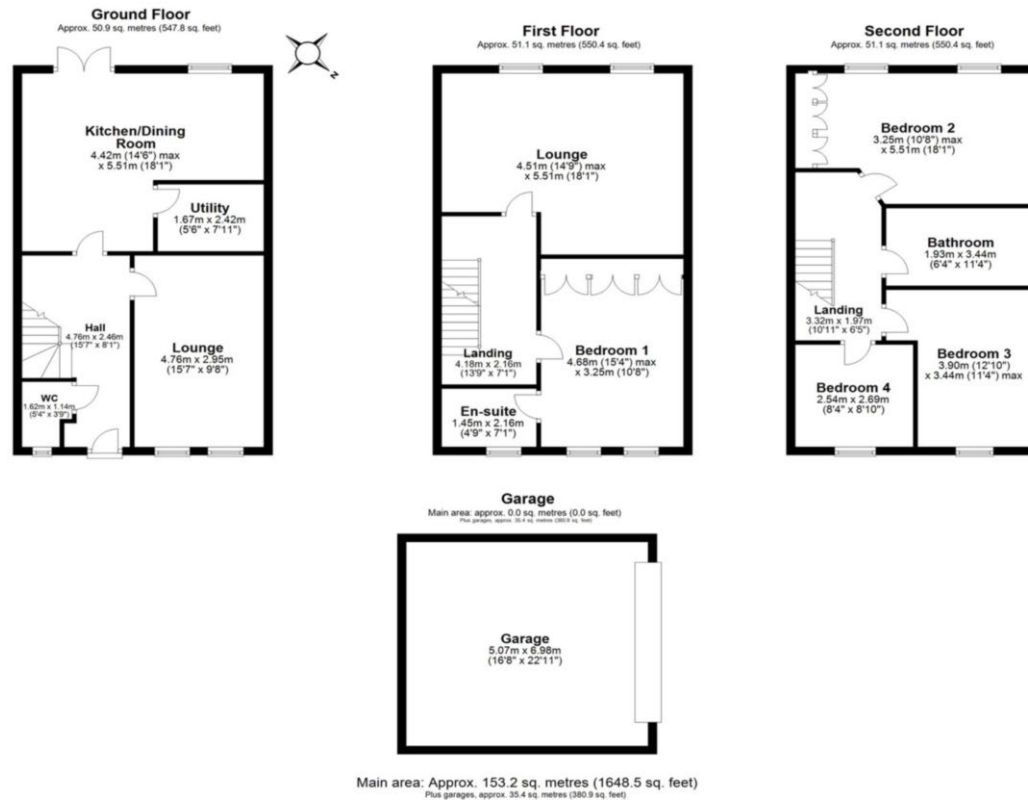 Ground Floor
Approx. 50.9 sq. metres (547.8 sq. feet)
N
Kitchen/Dining
Room
4.42m (14'6") max
x 5.51m (18'1")
Utility
1.67m x 2.42m
(5'6" x 7'11")
Hall
4.76m x 2.46m
(15'7" x 8'1")
Lounge
4.76m x 2.95m
(15'7" x 9'8")
WC
1.62m x 1.14m
(5'4" x 3'9")
First Floor
Approx. 51.1 sq. metres (550.4 sq. feet)
Lounge
4.51m (14'9") max
x 5.51m (18'1")
Landing
4.18m x 2.16m
(13'9" x 7'1")
Bedroom 1
4.68m (15'4") max
x 3.25m (10'8")
En-suite
1.45m x 2.16m
(4'9" x 7'1")
Second Floor
Approx. 51.1 sq. metres (550.4 sq. feet)
Bedroom 2
3.25m (10'8") max
x 5.51m (18'1")
Bathroom
1.93m x 3.44m
(6'4" x 11'4")
Landing
3.32m x 1.97m
(10'11" x 6'5")
Bedroom 3
3.90m (12'10")
x 3.44m (11'4") max
Bedroom 4
2.54m x 2.69m
(8'4" x 8'10")
Garage
Main area: approx. 0.0 sq. metres (0.0 sq. feet)
Plus garages, approx. 35.4 sq. metres (380.9 sq. feet)
Garage
5.07m x 6.98m
(16'8" x 22'11")
Main area: Approx. 153.2 sq. metres (1648.5 sq. feet)
Plus garages, approx. 35.4 sq. metres (380.9 sq. feet)